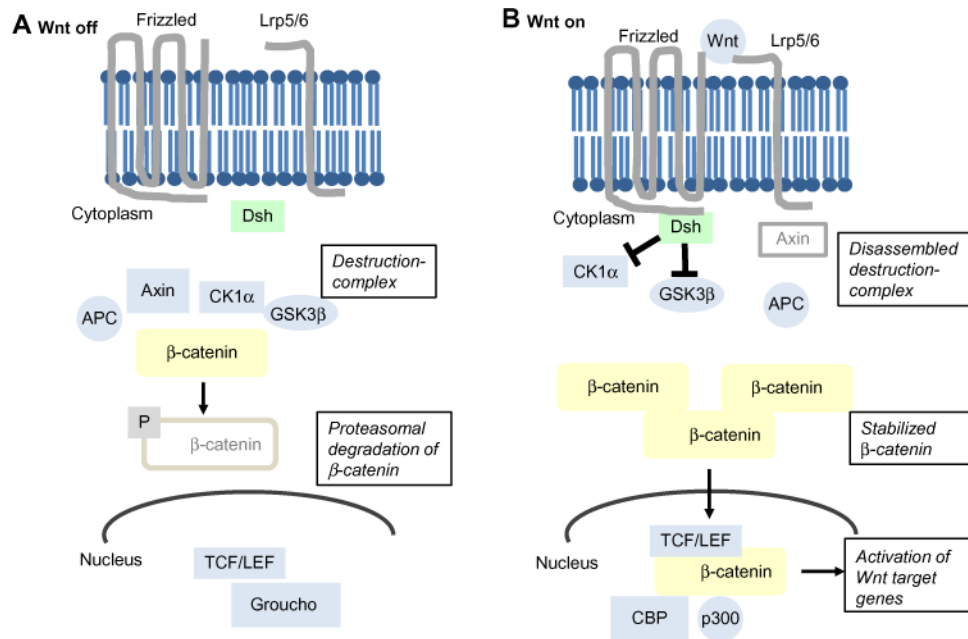 A Wnt off
Frizzled
Lrp5/6
Cytoplasm
Dsh
Destruction-
complex
APC
Axin
CK1α
GSK3β
β-catenin
P
β-catenin
Proteasomal
degradation of
β-catenin
Nucleus
TCF/LEF
Groucho
B Wnt on
Frizzled
Wnt
Lrp5/6
Cytoplasm
Dsh
Axin
CK1α
GSK3β
APC
Disassembled
destruction-
complex
β-catenin
β-catenin
β-catenin
Stabilized
β-catenin
Nucleus
TCF/LEF
β-catenin
CBP
p300
Activation of
Wnt target
genes